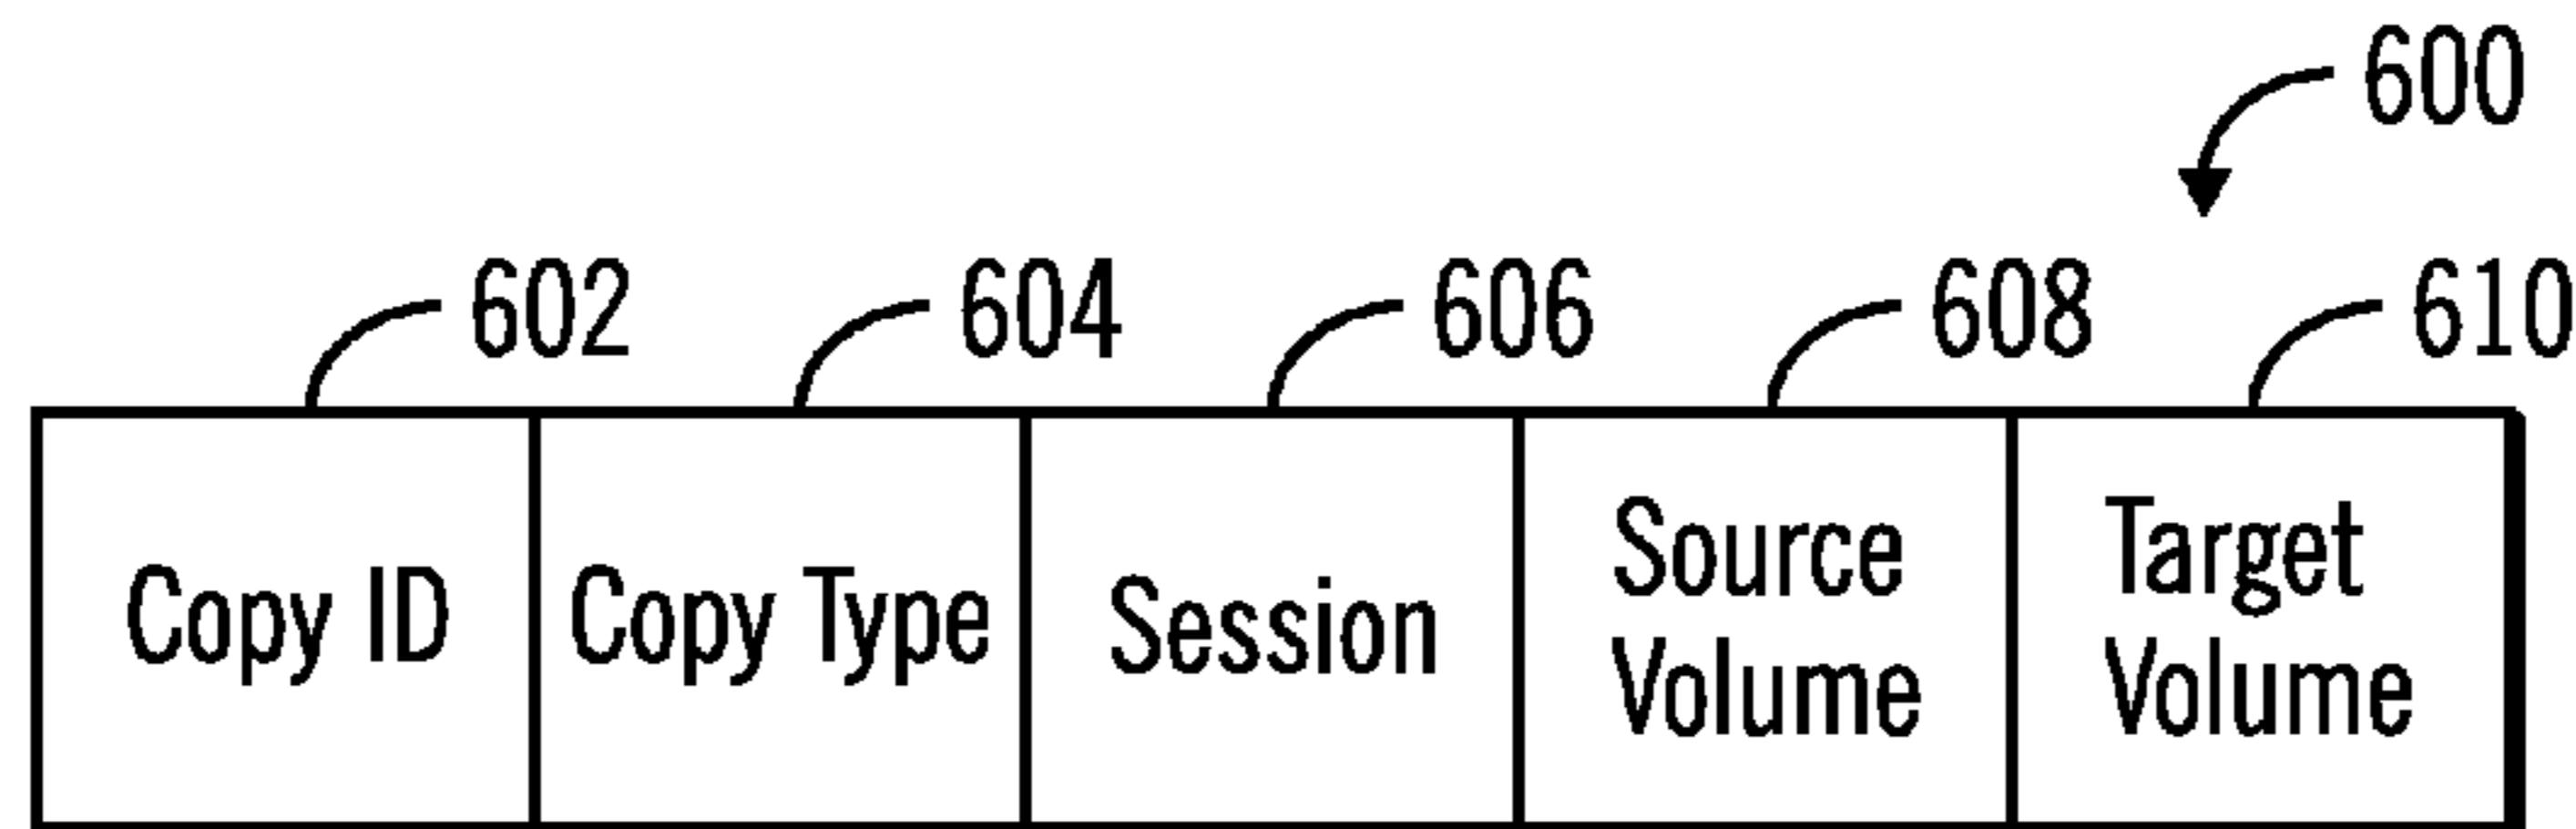 600
602
604
606
608
610
Copy ID
Copy Type
Session
Source
Volume
Target
Volume